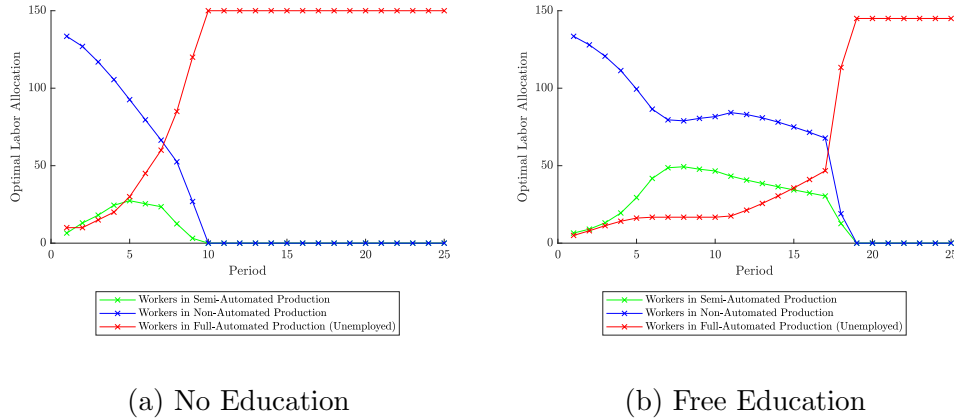 150
100
50
0
Optimal Labor Allocation
0 5 10 15 20 25
Period
Workers in Semi-Automated Production
Workers in Non-Automated Production
Workers in Full-Automated Production (Unemployed)
(a) No Education
150
100
50
0
Optimal Labor Allocation
0 5 10 15 20 25
Period
Workers in Semi-Automated Production
Workers in Non-Automated Production
Workers in Full-Automated Production (Unemployed)
(b) Free Education